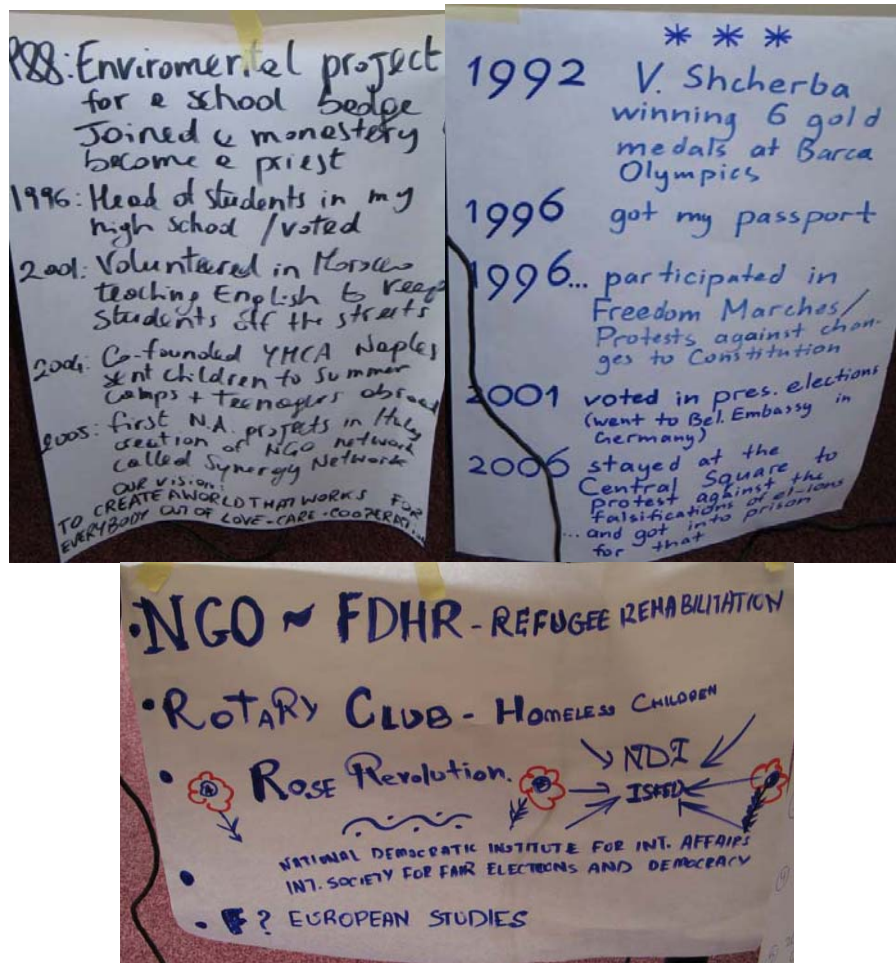 988: Enviromental project
for a school badge
Joined a monastery
become a priest
1996: Head of students in my
high school / voted
2001: Volunteered in Morocco
teaching English to keep
students off the streets
2004: Co-founded YMCA Naples
sent children to summer
camps + teenagers abroad
2005: first N.A. projects in Italy
creation of NGO network
called Synergy Network
our vision:
TO CREATE A WORLD THAT WORKS FOR
EVERYBODY OUT OF LOVE-CARE-COOPERATI...
* * *
1992 V. Shcherba
winning 6 gold
medals at Barca
Olympics
1996 got my passport
1996... participated in
Freedom Marches/
Protests against chan-
ges to Constitution
2001 voted in pres. elections
(went to Bel. Embassy in
Germany)
2006 stayed at the
Central Square to
protest against the
falsifications of el-ions
... and got into prison
for that
• NGO ~ FDHR - REFUGEE REHABILITATION
• ROTARY CLUB - HOMELESS CHILDREN
• ROSE Revolution.
NDI
ISFED
NATIONAL DEMOCRATIC INSTITUTE FOR INT. AFFAIRS
INT. SOCIETY FOR FAIR ELECTIONS AND DEMOCRACY
• ? EUROPEAN STUDIES